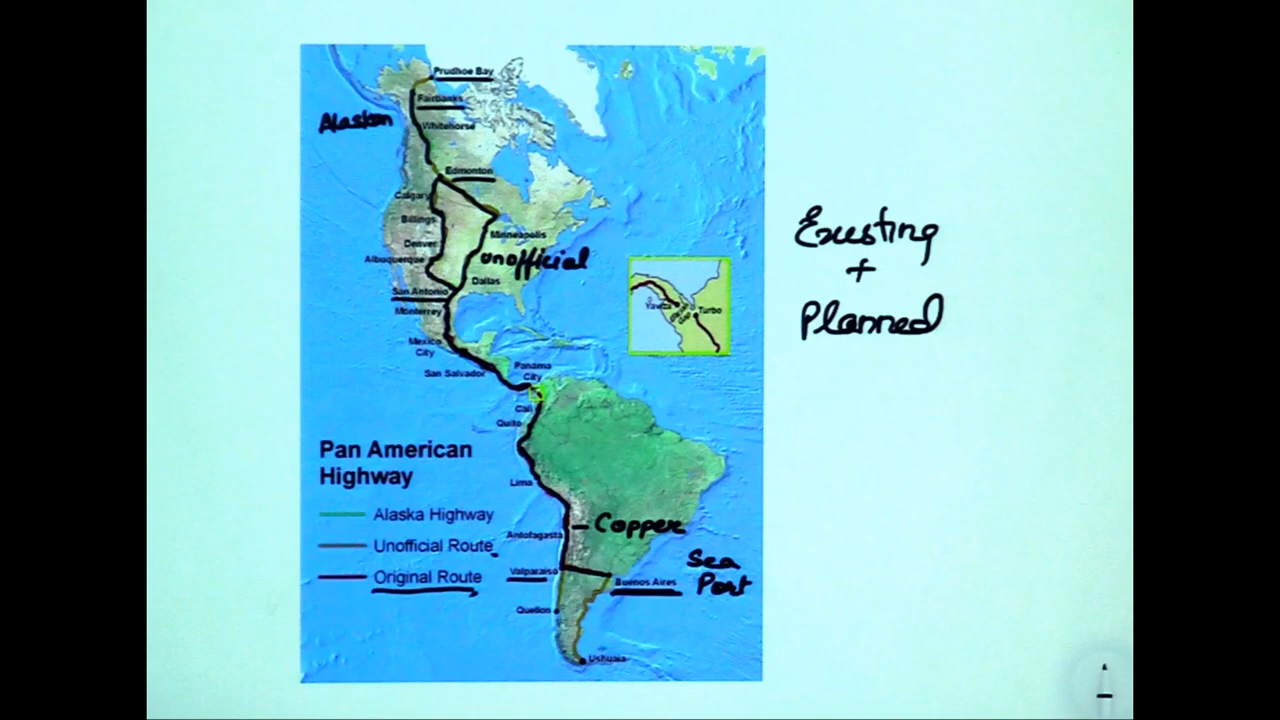 Prudhoe Bay
Fairbanks
Alaskan
Whitehorse
Edmonton
Calgary
Billings
Minneapolis
Denver
Albuquerque
unofficial
Dallas
San Antonio
Monterrey
Mexico
City
San Salvador
Panama
City
Cali
Quito
Lima
Copper
Antofagasta
Valparaiso
Buenos Aires
Sea
Port
Quellon
Ushuaia
Yaviza
Turbo
Pan American
Highway
Alaska Highway
Unofficial Route
Original Route
Existing
+
Planned